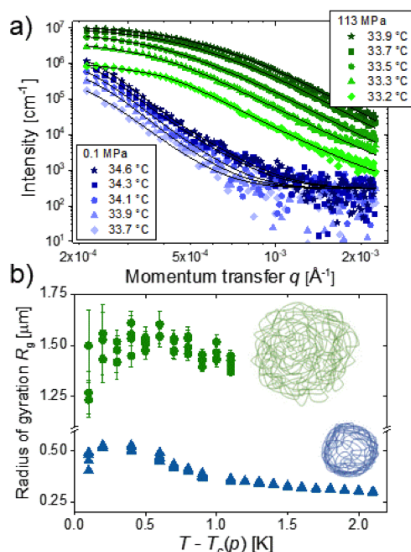 a)
10⁷
10⁶
10⁵
10⁴
10³
10²
10¹
Intensity [cm⁻¹]
113 MPa
33.9 °C
33.7 °C
33.5 °C
33.3 °C
33.2 °C
0.1 MPa
34.6 °C
34.3 °C
34.1 °C
33.9 °C
33.7 °C
2x10⁻⁴ 5x10⁻⁴ 10⁻³ 2x10⁻³
Momentum transfer q [Å⁻¹]
b)
1.75
1.50
1.25
0.50
0.25
Radius of gyration Rg [μm]
0.0 0.5 1.0 1.5 2.0
T - Tc(p) [K]